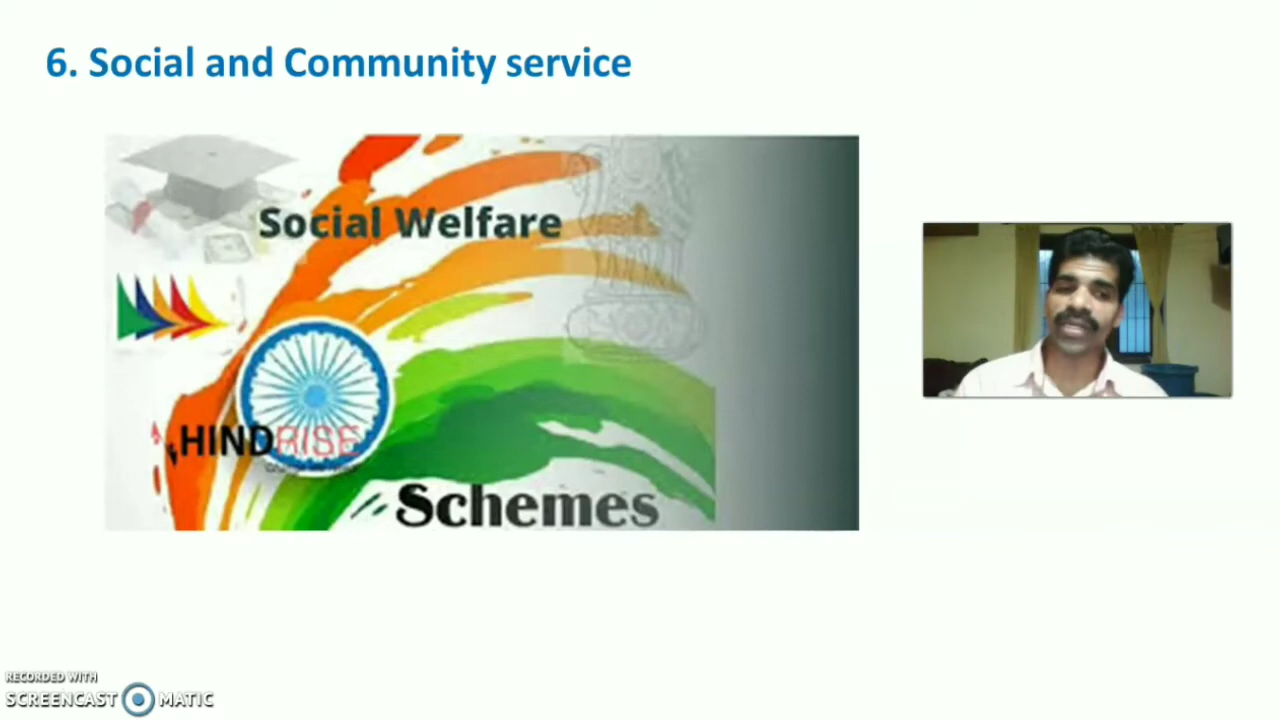 6. Social and Community service
Social Welfare
HINDRISE
Schemes
RECORDED WITH
SCREENCAST MATIC